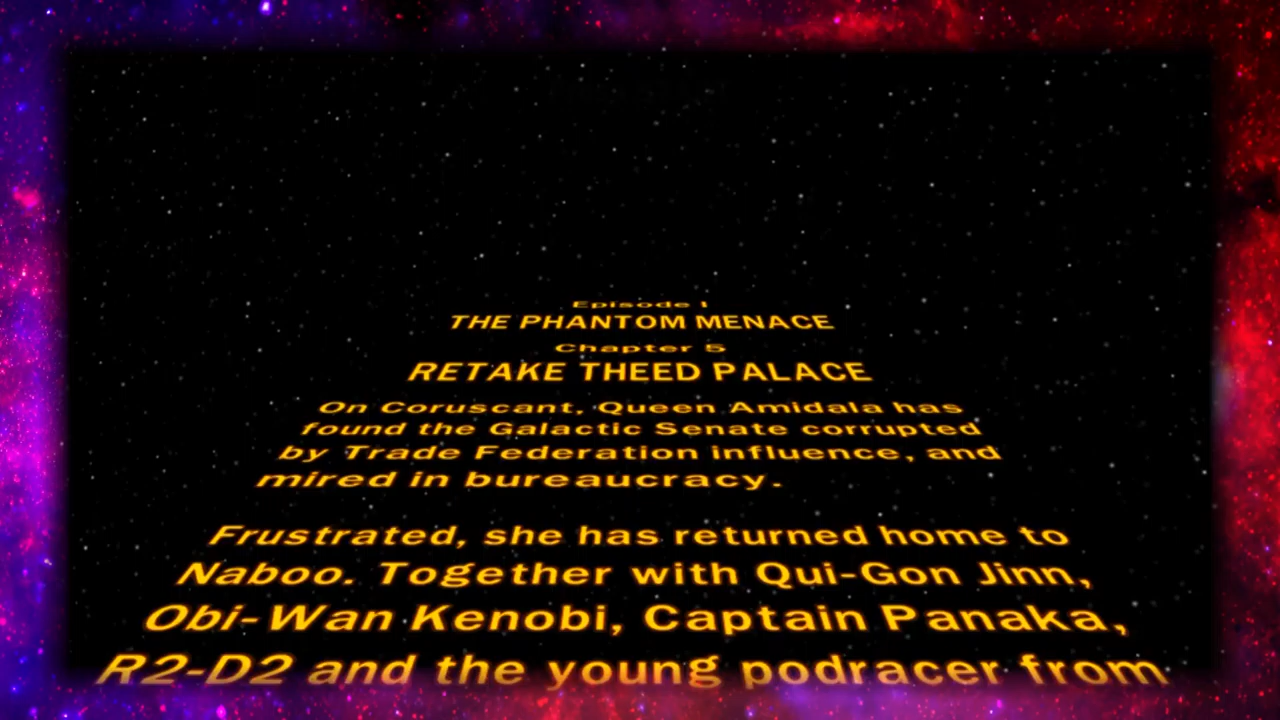 Episode I
THE PHANTOM MENACE
Chapter 5
RETAKE THEED PALACE
On Coruscant, Queen Amidala has
found the Galactic Senate corrupted
by Trade Federation influence, and
mired in bureaucracy.
Frustrated, she has returned home to
Naboo. Together with Qui-Gon Jinn,
Obi-Wan Kenobi, Captain Panaka,
R2-D2 and the young podracer from